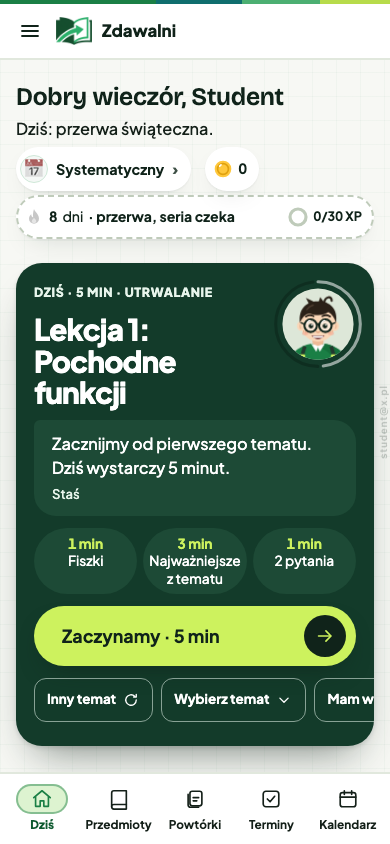 Zdawalni
Dobry wieczór, Student
Dziś: przerwa świąteczna.
17
Systematyczny ›
0
8 dni · przerwa, seria czeka
0/30 XP
DZIŚ · 5 MIN · UTRWALANIE
Lekcja 1:
Pochodne
funkcji
Zacznijmy od pierwszego tematu.
Dziś wystarczy 5 minut.
Staś
1 min
Fiszki
3 min
Najważniejsze
z tematu
1 min
2 pytania
Zaczynamy · 5 min
Inny temat
Wybierz temat
Mam w
student@x.pl
Dziś
Przedmioty
Powtórki
Terminy
Kalendarz